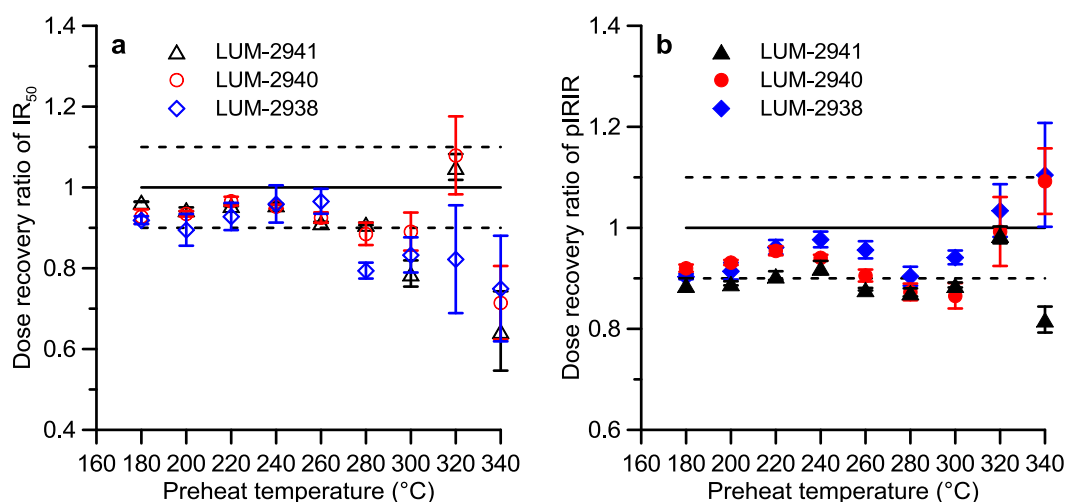 a
LUM-2941
LUM-2940
LUM-2938
Dose recovery ratio of IR50
1.4
1.2
1
0.8
0.6
0.4
160 180 200 220 240 260 280 300 320 340
Preheat temperature (°C)
b
LUM-2941
LUM-2940
LUM-2938
Dose recovery ratio of pIRIR
1.4
1.2
1
0.8
0.6
160 180 200 220 240 260 280 300 320 340
Preheat temperature (°C)